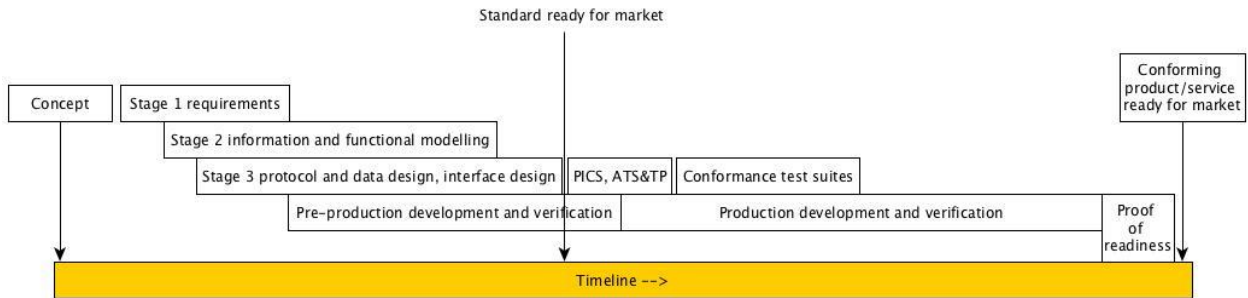 Standard ready for market
Conforming
product/service
ready for market
Concept
Stage 1 requirements
Stage 2 information and functional modelling
Stage 3 protocol and data design, interface design
PICS, ATS&TP
Conformance test suites
Pre-production development and verification
Production development and verification
Proof
of
readiness
Timeline -->